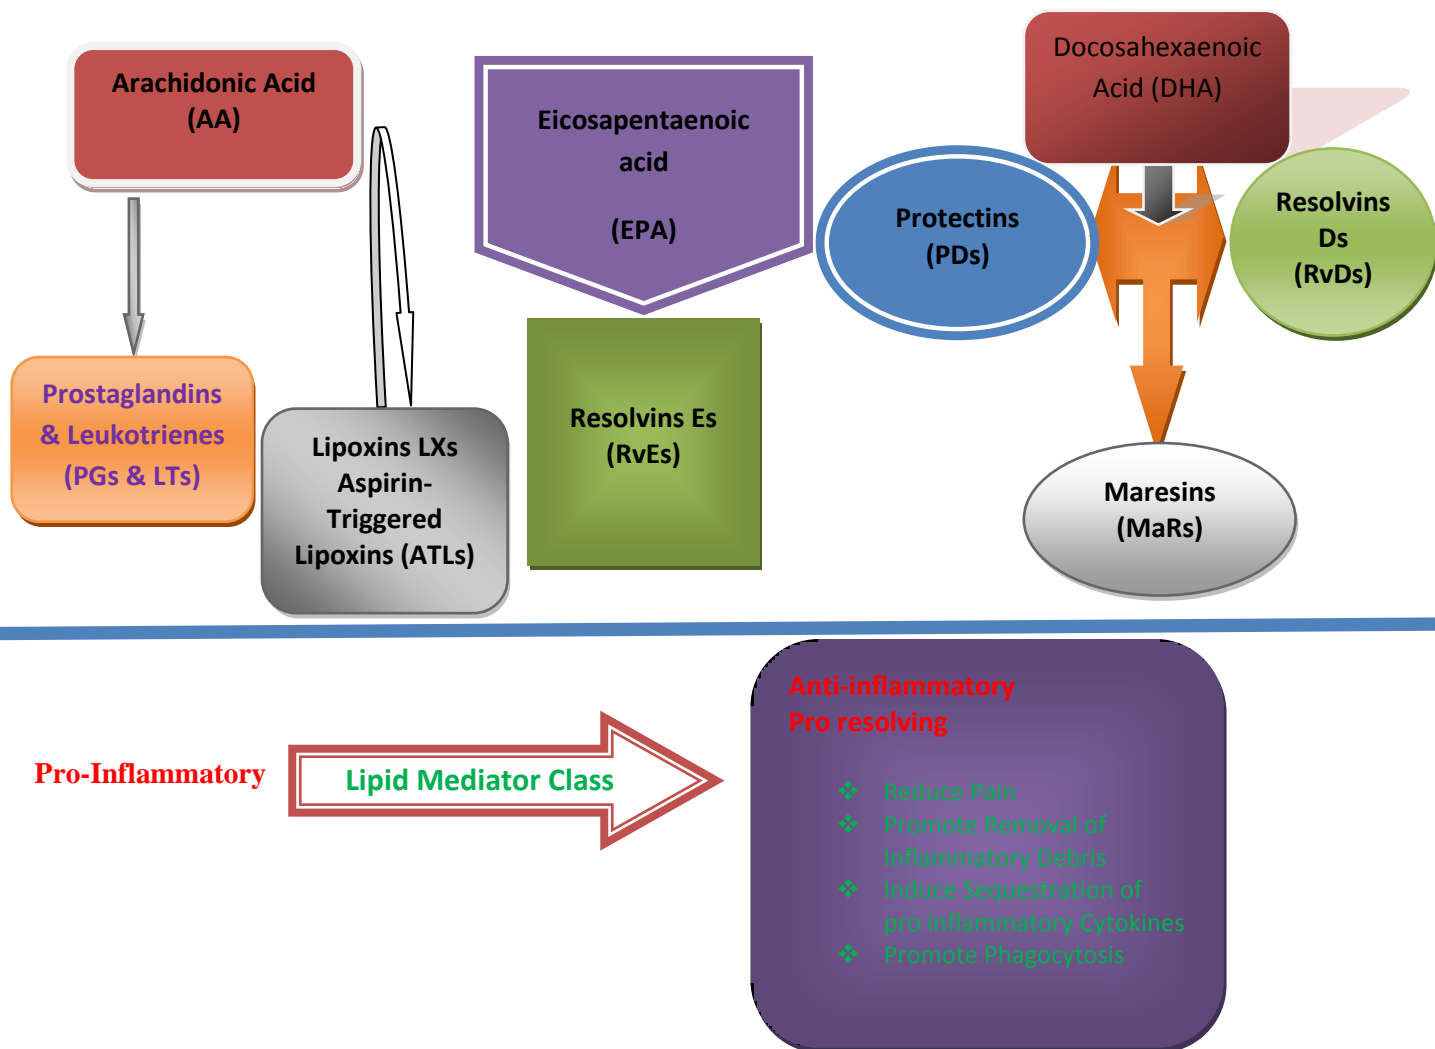 Arachidonic Acid
(AA)
Eicosapentaenoic
acid
(EPA)
Docosahexaenoic
Acid (DHA)
Protectins
(PDs)
Resolvins
Ds
(RvDs)
Prostaglandins
& Leukotrienes
(PGs & LTs)
Lipoxins LXs
Aspirin-
Triggered
Lipoxins (ATLs)
Resolvins Es
(RvEs)
Maresins
(MaRs)
Pro-Inflammatory
Lipid Mediator Class
Anti-inflammatory
Pro resolving
❖ Reduce Pain
❖ Promote Removal of
Inflammatory Debris
❖ Induce Sequestration of
pro inflammatory Cytokines
❖ Promote Phagocytosis